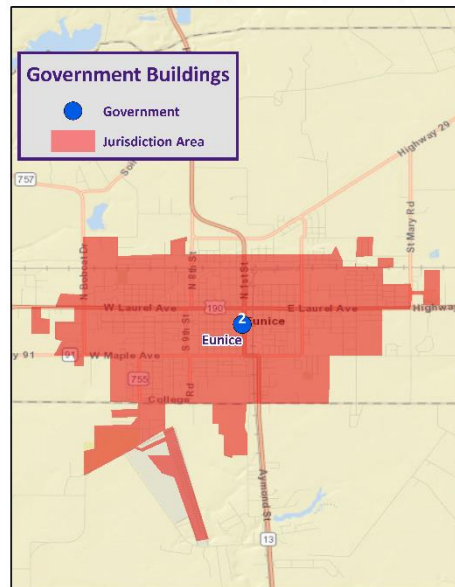 Government Buildings
Government
Jurisdiction Area
Highway 29
757
St Mary Rd
N Bobcat Dr
N 8th St
N 1st St
W Laurel Ave
190
E Laurel Ave
Highway
2
Eunice
Eunice
y 91
91
W Maple Ave
S 9th St
755
College Rd
Aymond St
13